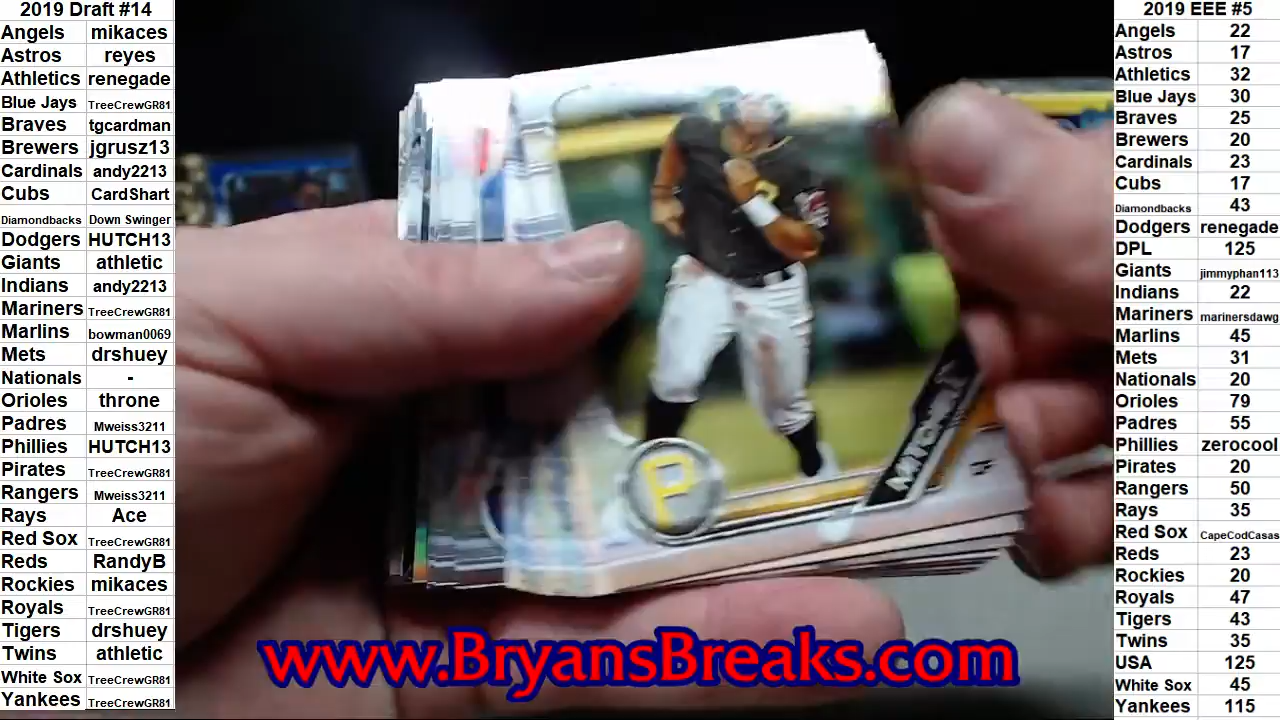 2019 Draft #14
Angels mikaces
Astros reyes
Athletics renegade
Blue Jays TreeCrewGR81
Braves tgcardman
Brewers jgrusz13
Cardinals andy2213
Cubs CardShart
Diamondbacks Down Swinger
Dodgers HUTCH13
Giants athletic
Indians andy2213
Mariners TreeCrewGR81
Marlins bowman0069
Mets drshuey
Nationals -
Orioles throne
Padres Mweiss3211
Phillies HUTCH13
Pirates TreeCrewGR81
Rangers Mweiss3211
Rays Ace
Red Sox TreeCrewGR81
Reds RandyB
Rockies mikaces
Royals TreeCrewGR81
Tigers drshuey
Twins athletic
White Sox TreeCrewGR81
Yankees TreeCrewGR81
P
www.BryansBreaks.com
2019 EEE #5
Angels 22
Astros 17
Athletics 32
Blue Jays 30
Braves 25
Brewers 20
Cardinals 23
Cubs 17
Diamondbacks 43
Dodgers renegade
DPL 125
Giants jimmyphan113
Indians 22
Mariners marinersdawg
Marlins 45
Mets 31
Nationals 20
Orioles 79
Padres 55
Phillies zerocool
Pirates 20
Rangers 50
Rays 35
Red Sox CapeCodCasas
Reds 23
Rockies 20
Royals 47
Tigers 43
Twins 35
USA 125
White Sox 45
Yankees 115